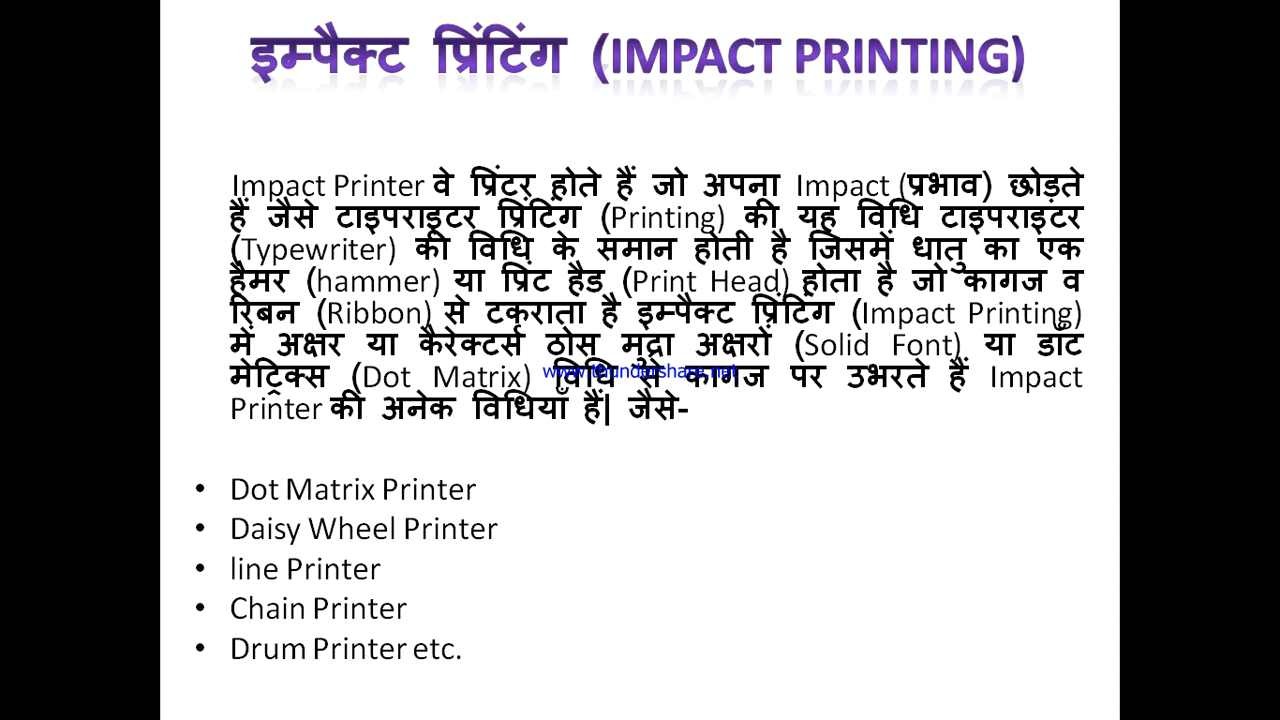 इम्पैक्ट प्रिंटिंग (IMPACT PRINTING)
Impact Printer वे प्रिंटर होते हैं जो अपना Impact (प्रभाव) छोड़ते
हैं जैसे टाइपराइटर प्रिटिंग (Printing) की यह विधि टाइपराइटर
(Typewriter) की विधि के समान होती है जिसमें धातु का एक
हैमर (hammer) या प्रिंट हैड (Print Head) होता है जो कागज व
रिबन (Ribbon) से टकराता है इम्पैक्ट प्रिंटिंग (Impact Printing)
में अक्षर या कैरेक्टर्स ठोस मुद्रा अक्षरों (Solid Font) या डॉट
मेट्रिक्स (Dot Matrix) विधि से कागज पर उभरते हैं Impact
www.thundershare.net
Printer की अनेक विधियाँ हैं| जैसे-
• Dot Matrix Printer
• Daisy Wheel Printer
• line Printer
• Chain Printer
• Drum Printer etc.